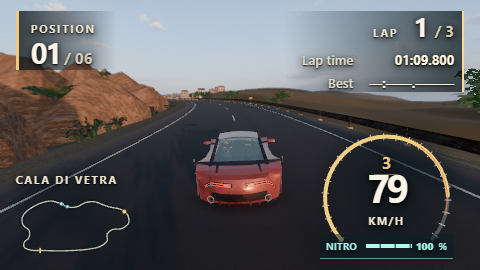 POSITION
01 / 06
LAP 1 / 3
Lap time 01:09.800
Best --:--.---
CALA DI VETRA
3
79
KM/H
NITRO 100 %